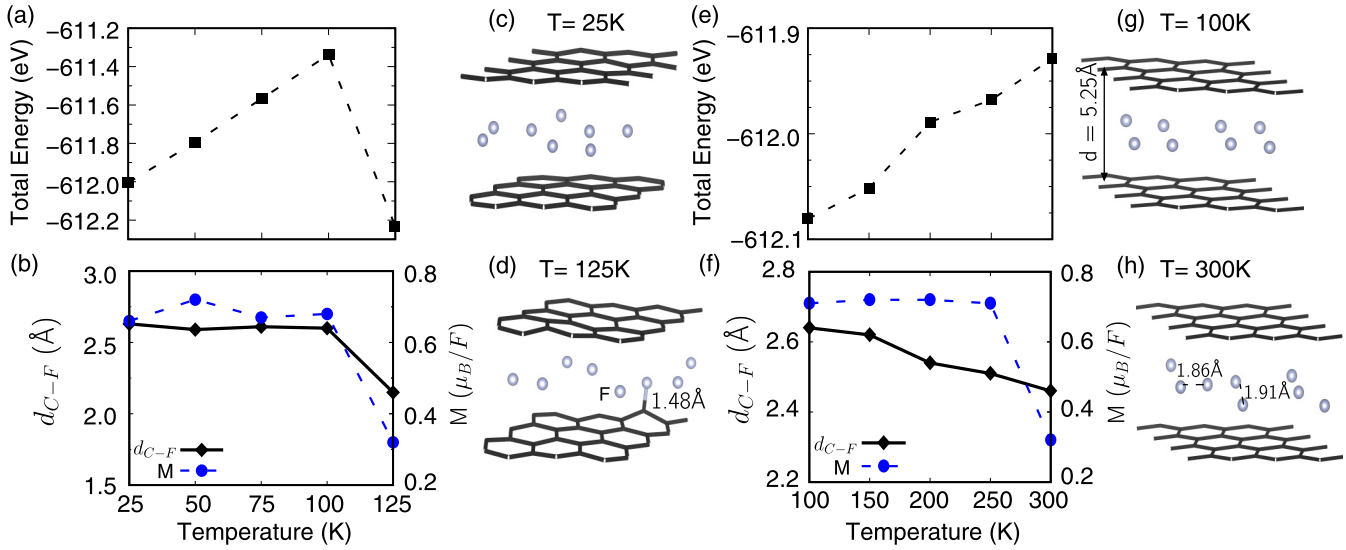 (a)
Total Energy (eV)
−611.2
−611.3
−611.6
−611.8
−612.0
−612.2
(c) T= 25K
(e)
Total Energy (eV)
−611.9
−612.0
−612.1
(g) T= 100K
d = 5.25Å
(b)
d_{C−F} (Å)
3.0
2.5
2.0
1.5
0.8
0.6
0.4
0.2
M (μ_B/F)
d_{C−F}
M
25 50 75 100 125
Temperature (K)
(d) T= 125K
F
1.48Å
(f)
d_{C−F} (Å)
2.8
2.6
2.4
2.2
0.8
0.6
0.4
0.2
M (μ_B/F)
d_{C−F}
M
100 150 200 250 300
Temperature (K)
(h) T= 300K
1.86Å
1.91Å